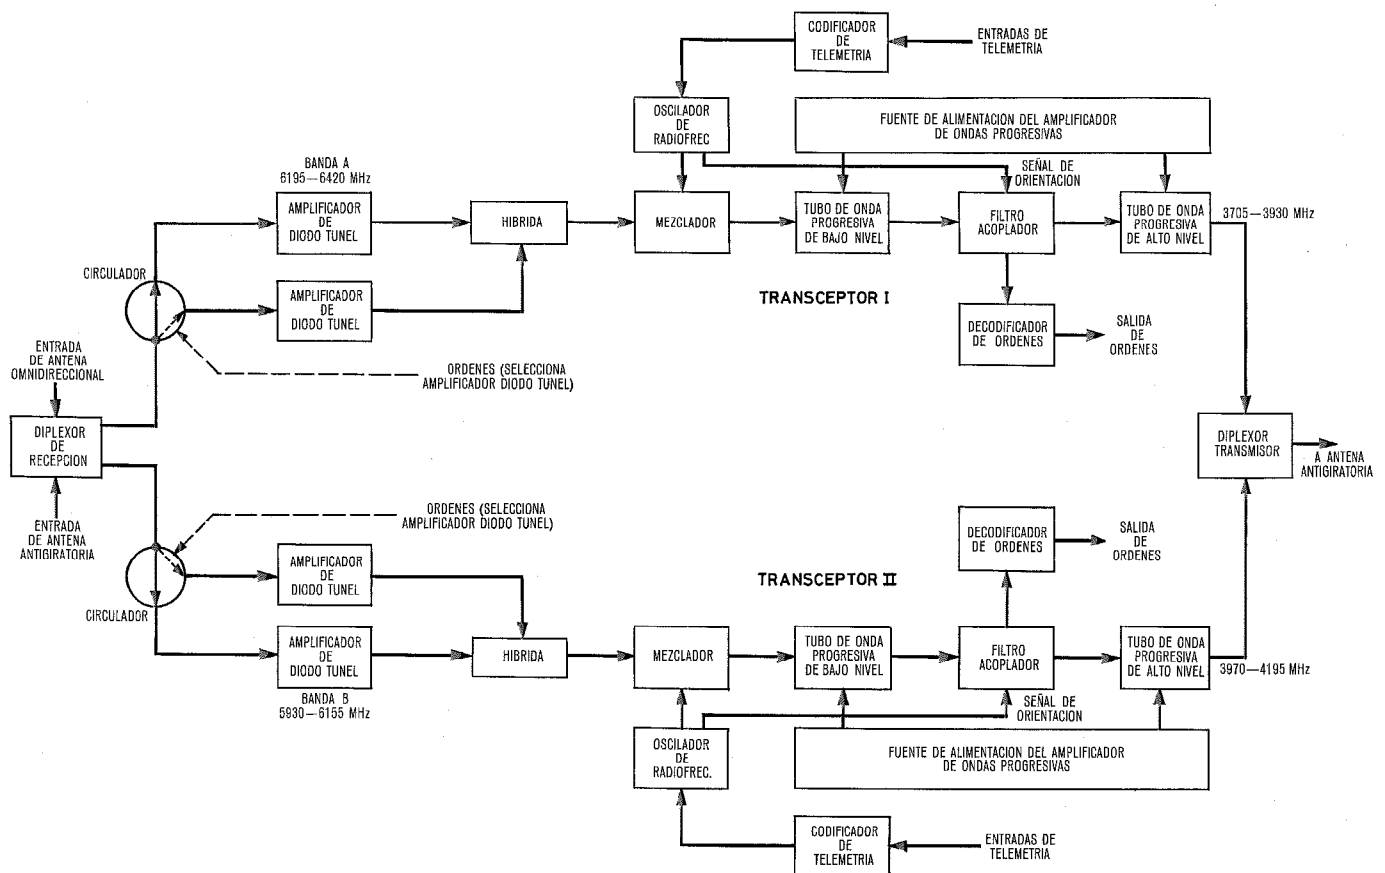 CODIFICADOR
DE
TELEMETRIA
ENTRADAS DE
TELEMETRIA
OSCILADOR
DE
RADIOFREC
FUENTE DE ALIMENTACION DEL AMPLIFICADOR
DE ONDAS PROGRESIVAS
BANDA A
6195—6420 MHz
SEÑAL DE
ORIENTACION
AMPLIFICADOR
DE
DIODO TUNEL
HIBRIDA
MEZCLADOR
TUBO DE ONDA
PROGRESIVA
DE BAJO NIVEL
FILTRO
ACOPLADOR
TUBO DE ONDA
PROGRESIVA
DE ALTO NIVEL
3705—3930 MHz
CIRCULADOR
AMPLIFICADOR
DE
DIODO TUNEL
TRANSCEPTOR I
DECODIFICADOR
DE ORDENES
SALIDA
DE
ORDENES
ENTRADA
DE ANTENA
OMNIDIRECCIONAL
ORDENES (SELECCIONA
AMPLIFICADOR DIODO TUNEL)
DIPLEXOR
DE
RECEPCION
DIPLEXOR
TRANSMISOR
A ANTENA
ANTIGIRATORIA
ENTRADA
DE ANTENA
ANTIGIRATORIA
ORDENES (SELECCIONA
AMPLIFICADOR DIODO TUNEL)
DECODIFICADOR
DE ORDENES
SALIDA
DE
ORDENES
AMPLIFICADOR
DE
DIODO TUNEL
TRANSCEPTOR II
CIRCULADOR
AMPLIFICADOR
DE
DIODO TUNEL
HIBRIDA
MEZCLADOR
TUBO DE ONDA
PROGRESIVA
DE BAJO NIVEL
FILTRO
ACOPLADOR
TUBO DE ONDA
PROGRESIVA
DE ALTO NIVEL
3970—4195 MHz
BANDA B
5930—6155 MHz
SEÑAL DE
ORIENTACION
OSCILADOR
DE
RADIOFREC.
FUENTE DE ALIMENTACION DEL AMPLIFICADOR
DE ONDAS PROGRESIVAS
CODIFICADOR
DE
TELEMETRIA
ENTRADAS DE
TELEMETRIA